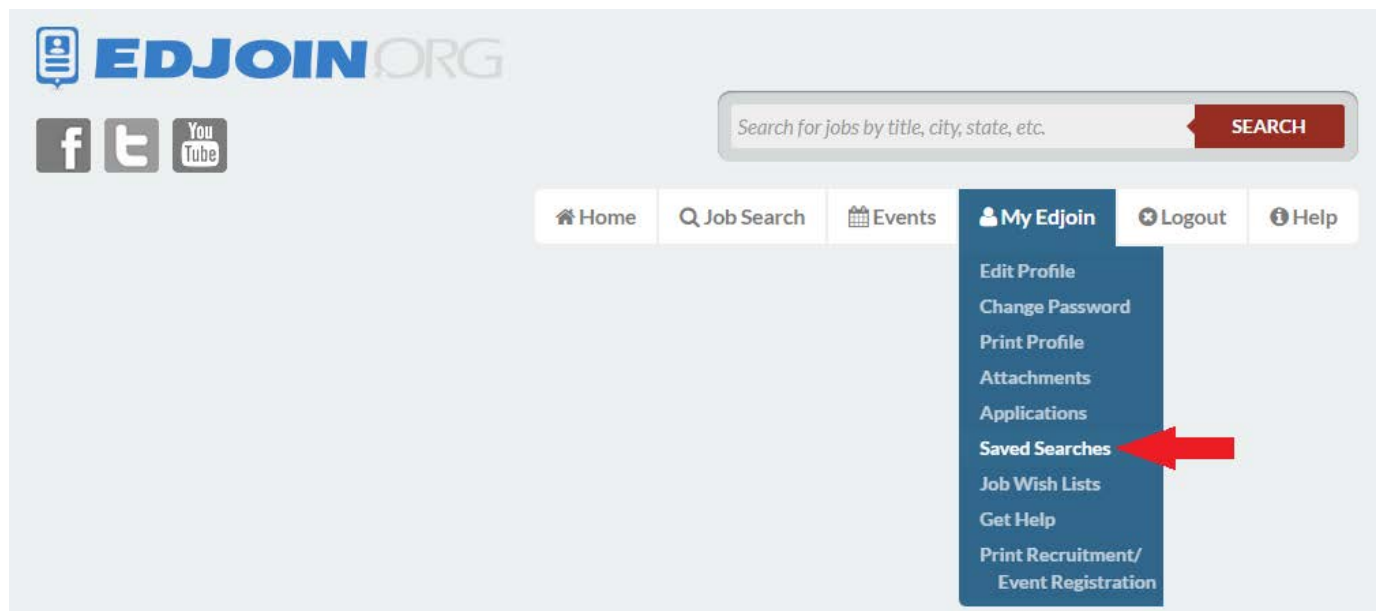 EDJOIN.ORG
f t You
Tube
Search for jobs by title, city, state, etc.
SEARCH
Home Job Search Events My Edjoin Logout Help
Edit Profile
Change Password
Print Profile
Attachments
Applications
Saved Searches
Job Wish Lists
Get Help
Print Recruitment/
Event Registration